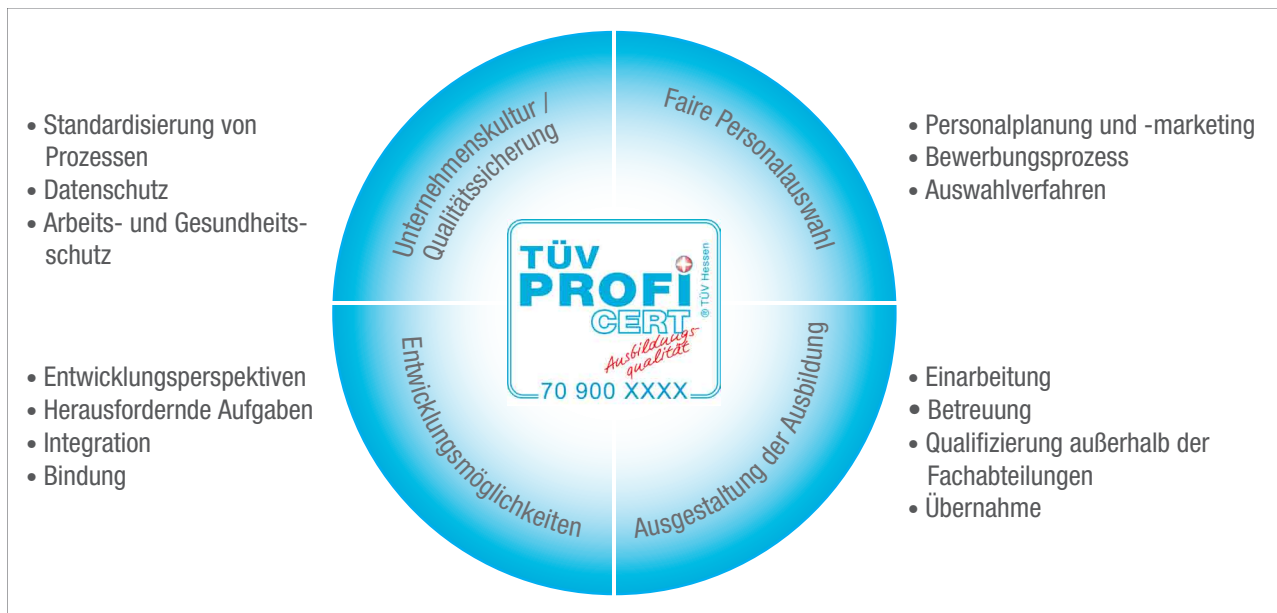 • Standardisierung von
Prozessen
• Datenschutz
• Arbeits- und Gesundheits-
schutz
Unternehmenskultur /
Qualitätssicherung
Faire Personalauswahl
• Personalplanung und -marketing
• Bewerbungsprozess
• Auswahlverfahren
TÜV
PROFi
CERT
Ausbildungs-
qualität
® TÜV Hessen
70 900 XXXX
• Entwicklungsperspektiven
• Herausfordernde Aufgaben
• Integration
• Bindung
Entwicklungsmöglichkeiten
Ausgestaltung der Ausbildung
• Einarbeitung
• Betreuung
• Qualifizierung außerhalb der
Fachabteilungen
• Übernahme